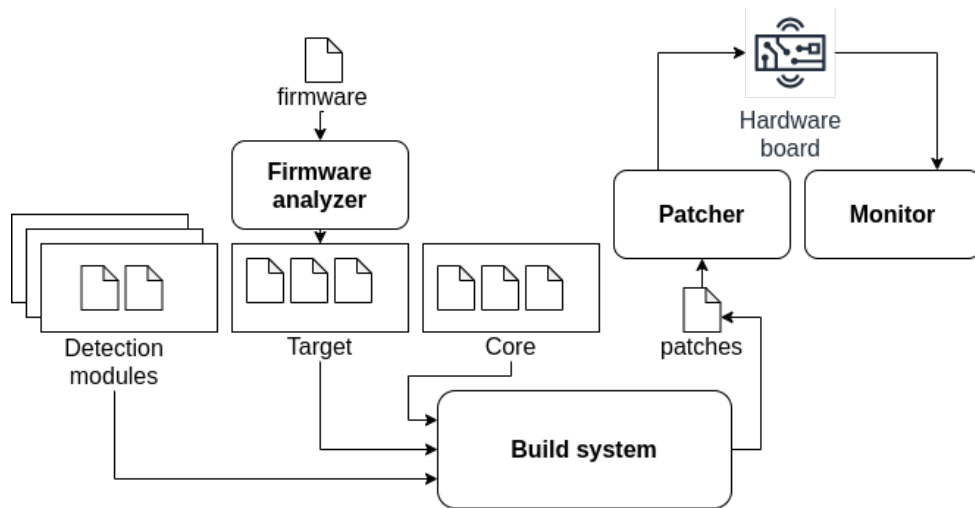 firmware
Firmware
analyzer
Hardware
board
Patcher
Monitor
Detection
modules
Target
Core
patches
Build system